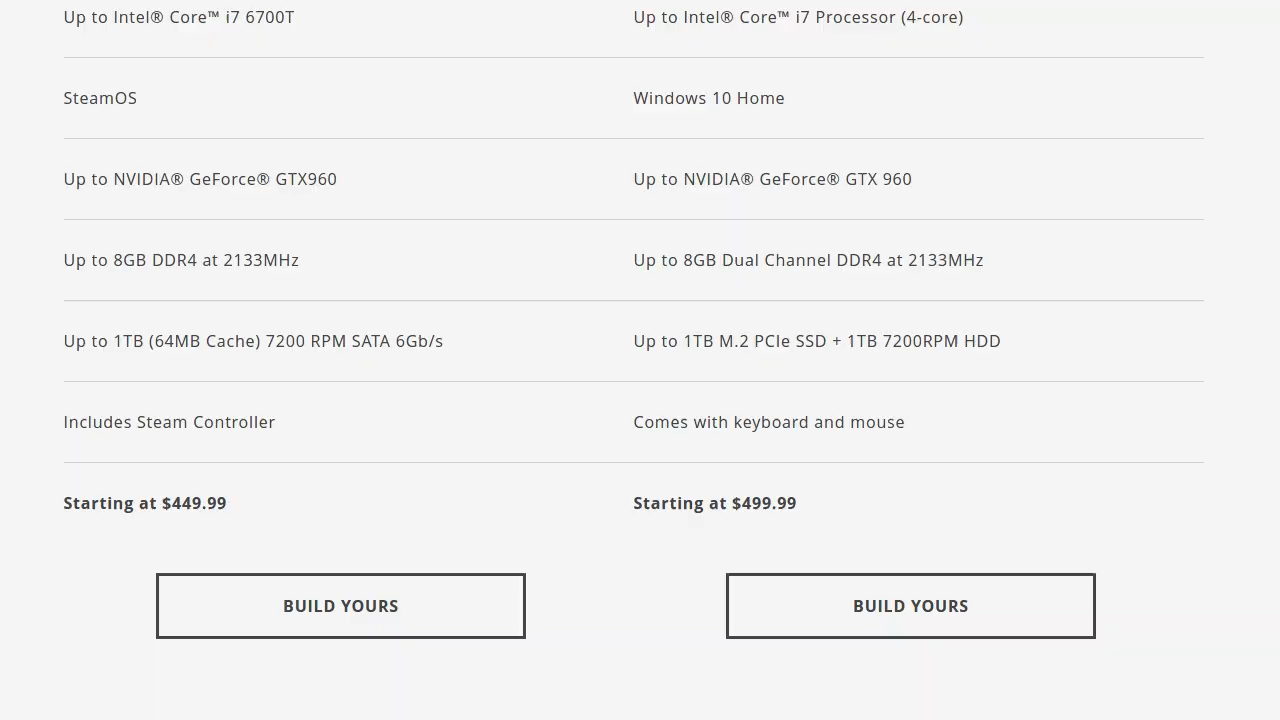 Up to Intel® Core™ i7 6700T
Up to Intel® Core™ i7 Processor (4-core)
SteamOS
Windows 10 Home
Up to NVIDIA® GeForce® GTX960
Up to NVIDIA® GeForce® GTX 960
Up to 8GB DDR4 at 2133MHz
Up to 8GB Dual Channel DDR4 at 2133MHz
Up to 1TB (64MB Cache) 7200 RPM SATA 6Gb/s
Up to 1TB M.2 PCIe SSD + 1TB 7200RPM HDD
Includes Steam Controller
Comes with keyboard and mouse
Starting at $449.99
Starting at $499.99
BUILD YOURS
BUILD YOURS